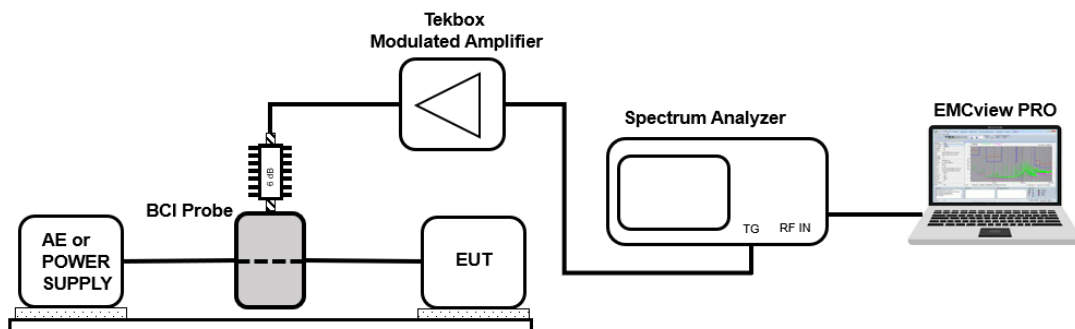 Tekbox
Modulated Amplifier
Spectrum Analyzer
EMCview PRO
6 dB
BCI Probe
AE or
POWER
SUPPLY
EUT
TG
RF IN